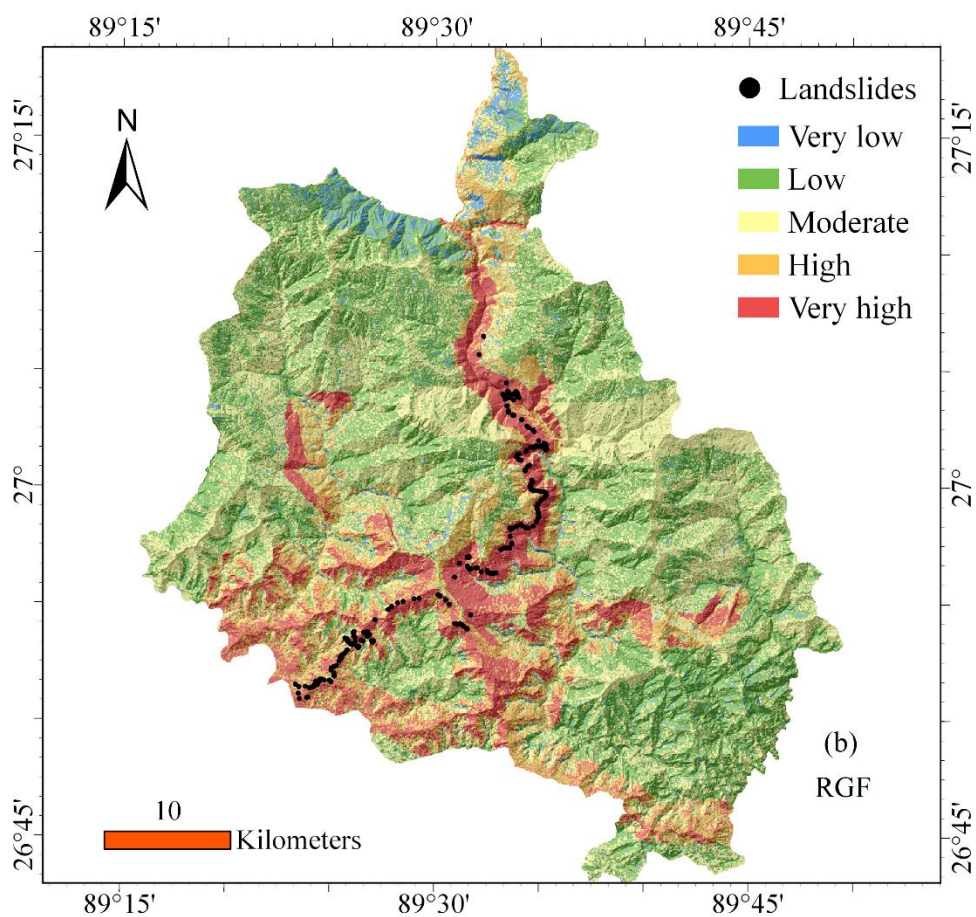 89°15' 89°30' 89°45'
N
Landslides
Very low
Low
Moderate
High
Very high
27°15' 27°15'
27° 27°
(b)
RGF
10
Kilometers
26°45' 26°45'
89°15' 89°30' 89°45'